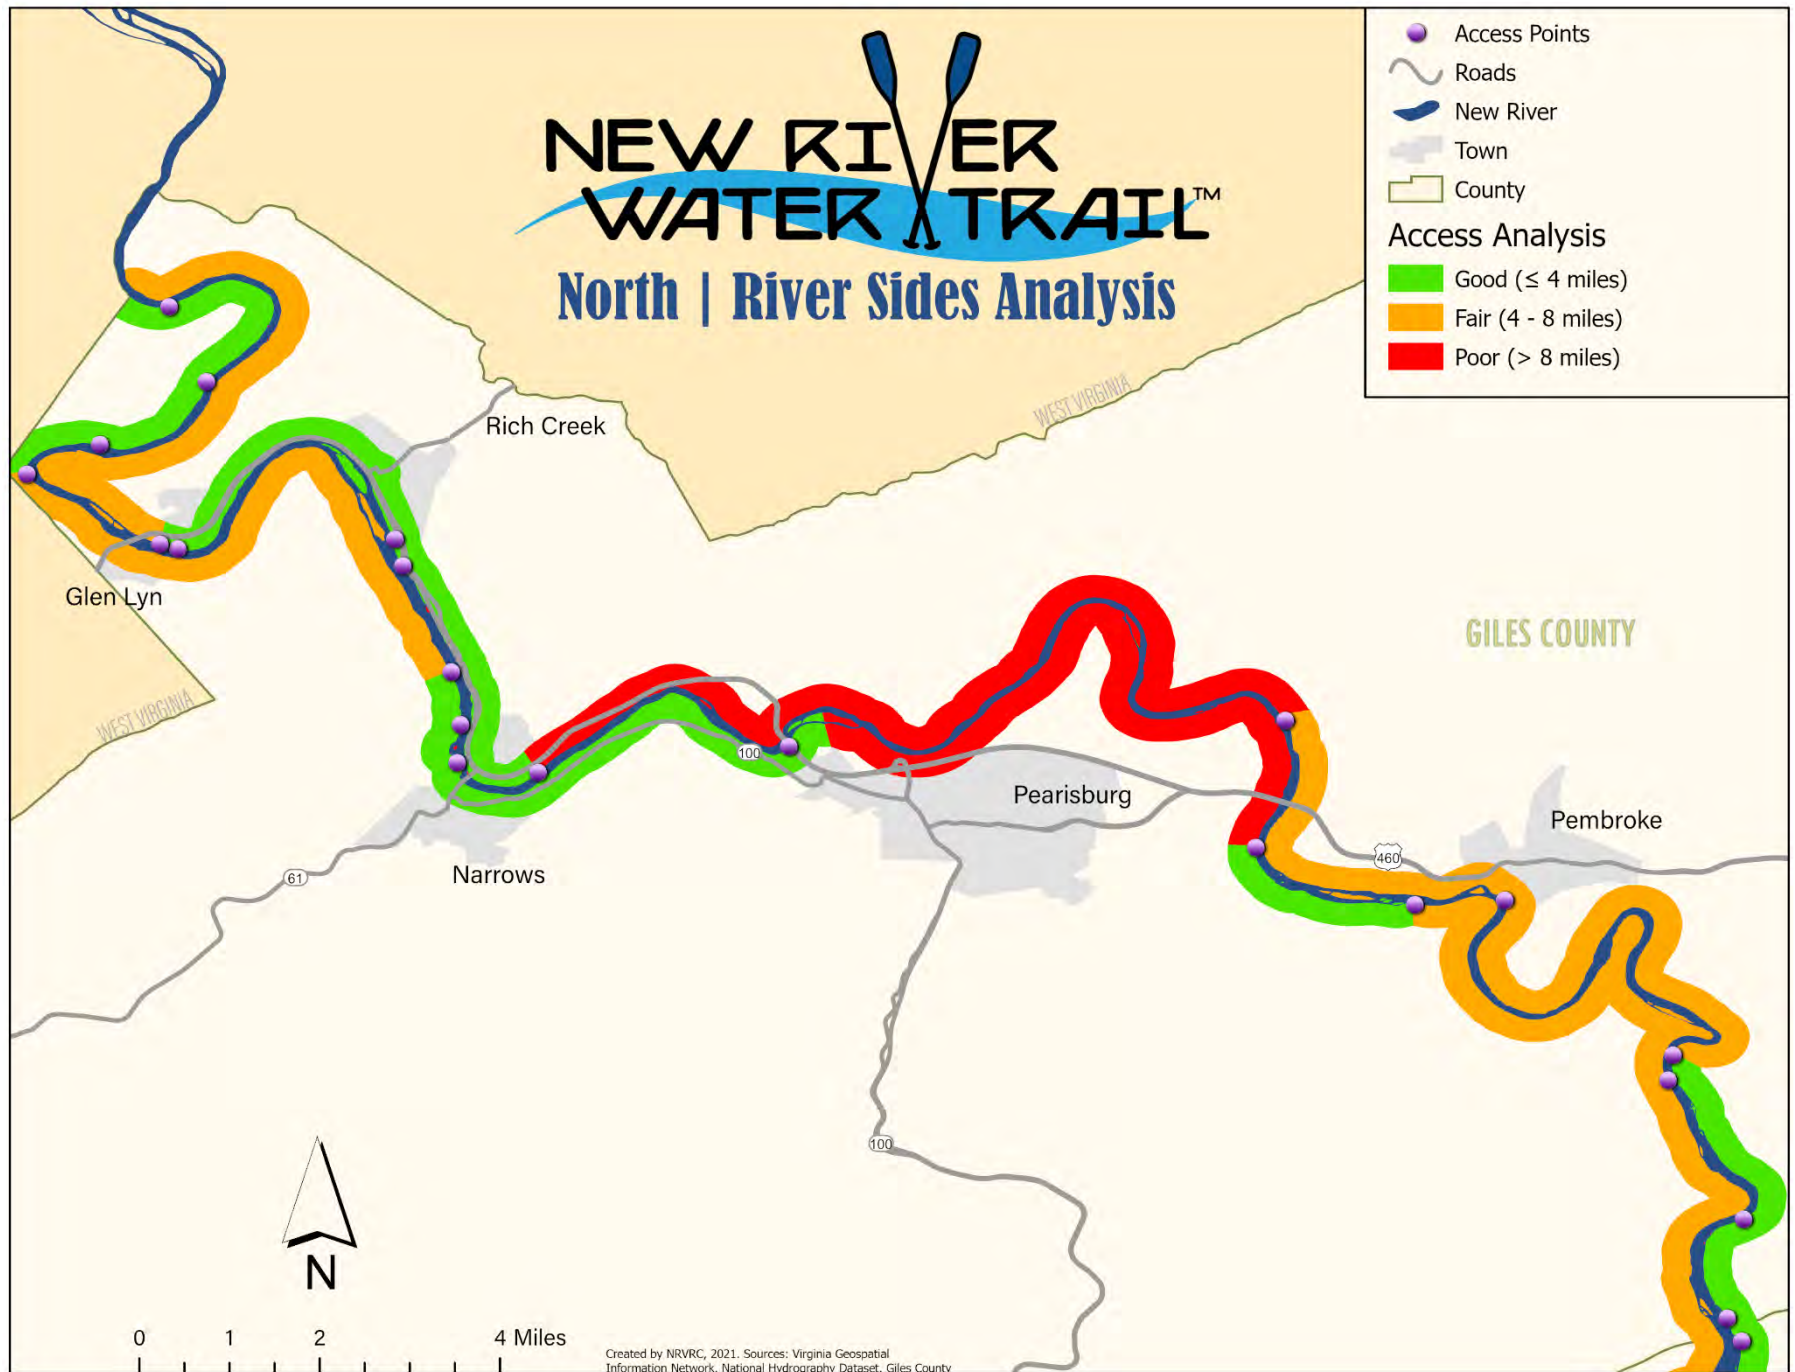 NEW RIVER
WATER TRAIL™
North | River Sides Analysis
Access Points
Roads
New River
Town
County
Access Analysis
Good (≤ 4 miles)
Fair (4 - 8 miles)
Poor (> 8 miles)
WEST VIRGINIA
Rich Creek
Glen Lyn
GILES COUNTY
WEST VIRGINIA
100
Pearisburg
Pembroke
460
Narrows
61
100
N
0 1 2 4 Miles
Created by NRVRC, 2021. Sources: Virginia Geospatial
Information Network, National Hydrography Dataset, Giles County